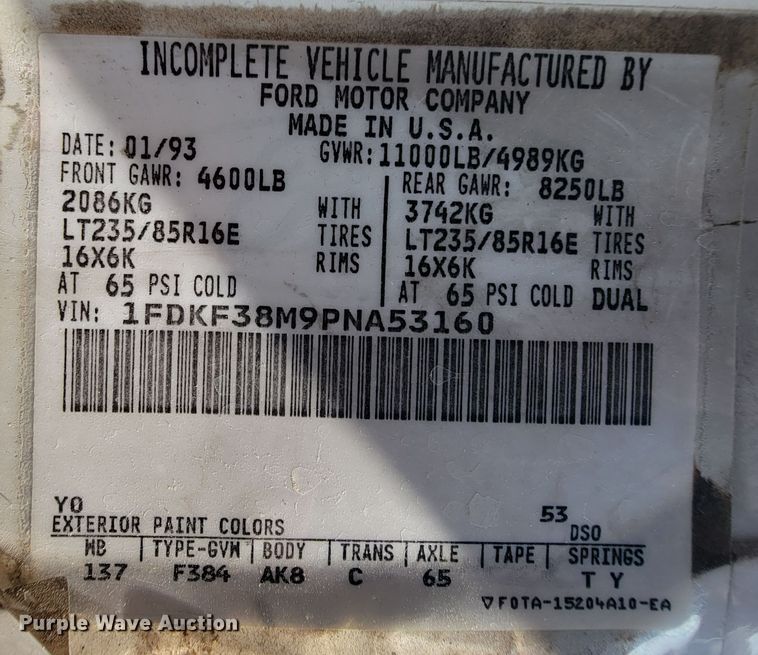 INCOMPLETE VEHICLE MANUFACTURED BY
FORD MOTOR COMPANY
MADE IN U.S.A.
DATE: 01/93 GVWR: 11000LB/4989KG
FRONT GAWR: 4600LB REAR GAWR: 8250LB
2086KG WITH 3742KG WITH
LT235/85R16E TIRES LT235/85R16E TIRES
16X6K RIMS 16X6K RIMS
AT 65 PSI COLD AT 65 PSI COLD DUAL
VIN: 1FDKF38M9PNA53160
YO 53
EXTERIOR PAINT COLORS DSO
WB TYPE-GVW BODY TRANS AXLE TAPE SPRINGS
137 F384 AK8 C 65 T Y
▽ F0TA-15204A10-EA
Purple Wave Auction